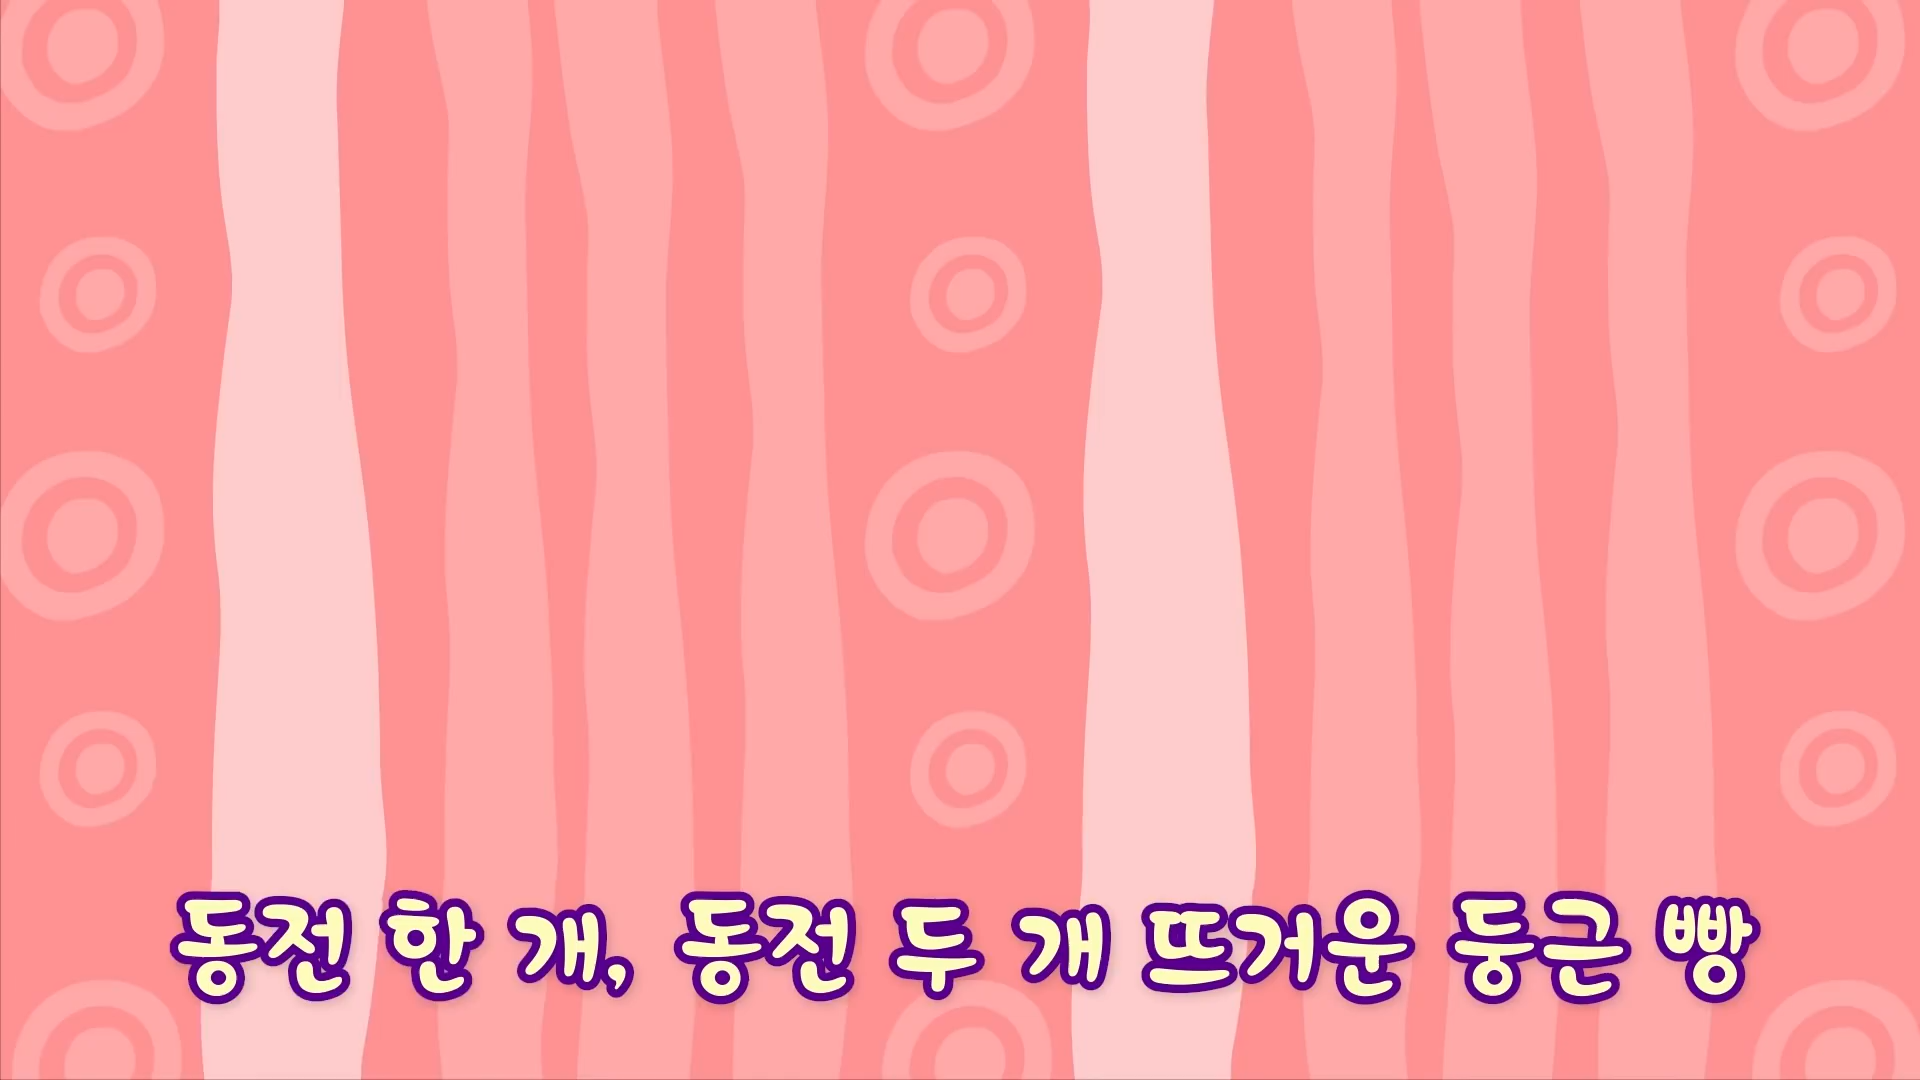 동전 한 개, 동전 두 개 뜨거운 둥근 빵